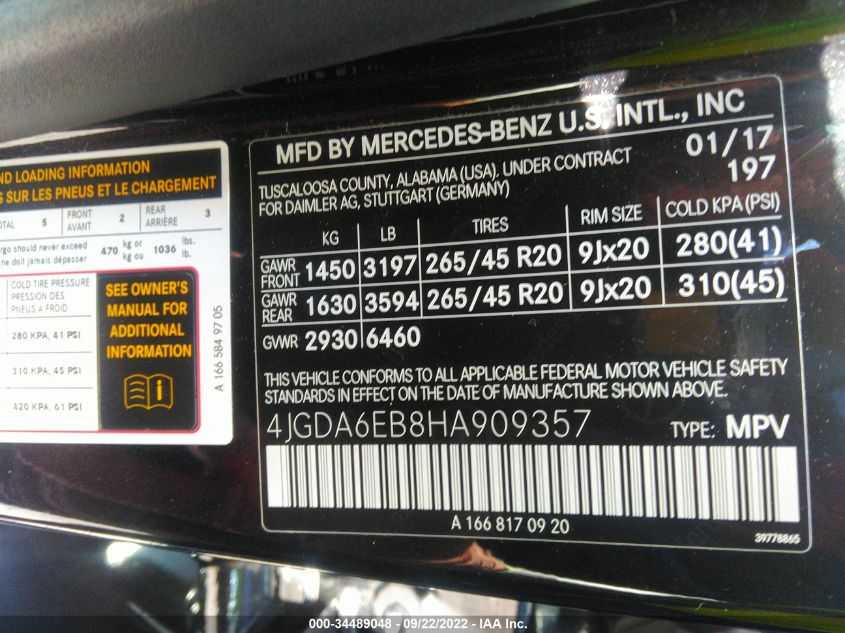 ND LOADING INFORMATION
S SUR LES PNEUS ET LE CHARGEMENT
OTAL 5 FRONT AVANT 2 REAR ARRIÈRE 3
rgo should never exceed 470 kg or 1036 lbs.
ne doit jamais dépasser kg ou lb.
COLD TIRE PRESSURE
PRESSION DES
PNEUS A FROID
280 KPA, 41 PSI
310 KPA, 45 PSI
420 KPA, 61 PSI
SEE OWNER'S
MANUAL FOR
ADDITIONAL
INFORMATION
i
A 166 584 97 05
MFD BY MERCEDES-BENZ U.S. INTL., INC
TUSCALOOSA COUNTY, ALABAMA (USA), UNDER CONTRACT 01/17
FOR DAIMLER AG, STUTTGART (GERMANY) 197
KG LB TIRES RIM SIZE COLD KPA (PSI)
GAWR FRONT 1450 3197 265/45 R20 9Jx20 280(41)
GAWR REAR 1630 3594 265/45 R20 9Jx20 310(45)
GVWR 2930 6460
THIS VEHICLE CONFORMS TO ALL APPLICABLE FEDERAL MOTOR VEHICLE SAFETY
STANDARDS IN EFFECT ON THE DATE OF MANUFACTURE SHOWN ABOVE.
4JGDA6EB8HA909357 TYPE: MPV
A 166 817 09 20
39778865
000-34489048 - 09/22/2022 - IAA Inc.